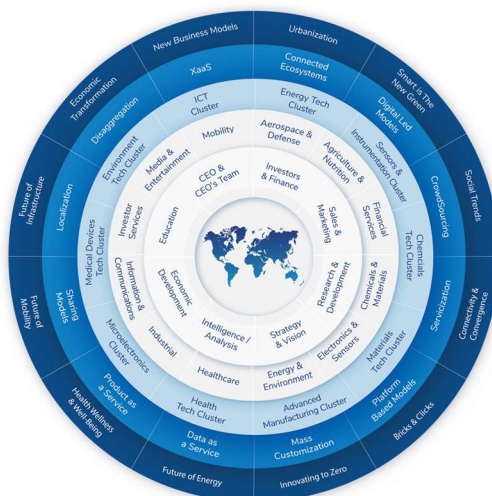 New Business Models
Urbanization
Smart Is The
New Green
Social Trends
Connectivity &
Convergence
Bricks & Clicks
Innovating to Zero
Future of Energy
Health Wellness
& Well-Being
Future of
Mobility
Future of
Infrastructure
Economic
Transformation
XaaS
Connected
Ecosystems
Digital Led
Models
CrowdSourcing
Servicization
Platform
Based Models
Mass
Customization
Data as
a Service
Product as
a Service
Sharing
Models
Localization
Disaggregation
ICT
Cluster
Energy Tech
Cluster
Sensors &
Instrumentation Cluster
Chemcials
Tech Cluster
Materials
Tech Cluster
Advanced
Manufacturing Cluster
Health
Tech Cluster
Microelectronics
Cluster
Medical Devices
Tech Cluster
Environment
Tech Cluster
Mobility
Aerospace &
Defense
Agriculture &
Nutrition
Financial
Services
Chemicals &
Materials
Electronics &
Sensors
Energy &
Environment
Healthcare
Industrial
Information &
Communications
Investor
Services
Media &
Entertainment
CEO &
CEO's Team
Investors
& Finance
Sales &
Marketing
Research &
Development
Strategy
& Vision
Intelligence /
Analysis
Economic
Development
Education